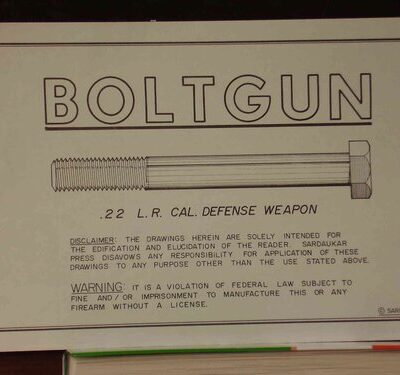 BOLTGUN
.22 L.R. CAL. DEFENSE WEAPON
DISCLAIMER: THE DRAWINGS HEREIN ARE SOLELY INTENDED FOR
THE EDIFICATION AND ELUCIDATION OF THE READER. SARDAUKAR
PRESS DISAVOWS ANY RESPONSIBILITY FOR APPLICATION OF THESE
DRAWINGS TO ANY PURPOSE OTHER THAN THE USE STATED ABOVE.
WARNING: IT IS A VIOLATION OF FEDERAL LAW SUBJECT TO
FINE AND/OR IMPRISONMENT TO MANUFACTURE THIS OR ANY
FIREARM WITHOUT A LICENSE.
©